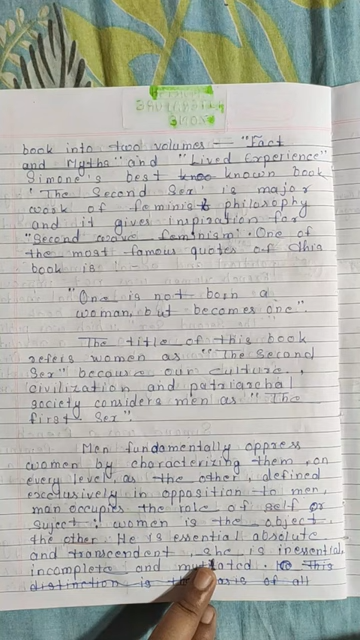 book into two volumes — "Fact
and Myths" and "Lived Experience"
Simone's best known book
'The Second Sex' is major
work of feminist philosophy
and it gives inspiration for
"Second wave feminism'. One of
the most famous quotes of this
book is :-
"One is not born a
woman, but becomes one".
The title of this book
refers women as "The Second
Sex" because our culture,
civilization and patriarchal
society considers men as "The
first Sex"
Men fundamentally oppress
women by characterizing them, on
every level, as the other, defined
exclusively in opposition to men,
man occupies the role of self or
suject : women is the object,
the other. He is essential absolute
and transcendent, she is inessential,
incomplete and mutilated.
distinction is the basis of all